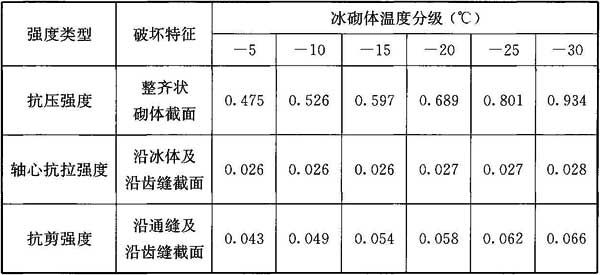 强度类型 破坏特征 冰砌体温度分级(℃)
−5 −10 −15 −20 −25 −30
抗压强度 整齐状 砌体截面 0.475 0.526 0.597 0.689 0.801 0.934
轴心抗拉强度 沿冰体及 沿齿缝截面 0.026 0.026 0.026 0.027 0.027 0.028
抗剪强度 沿通缝及 沿齿缝截面 0.043 0.049 0.054 0.058 0.062 0.066